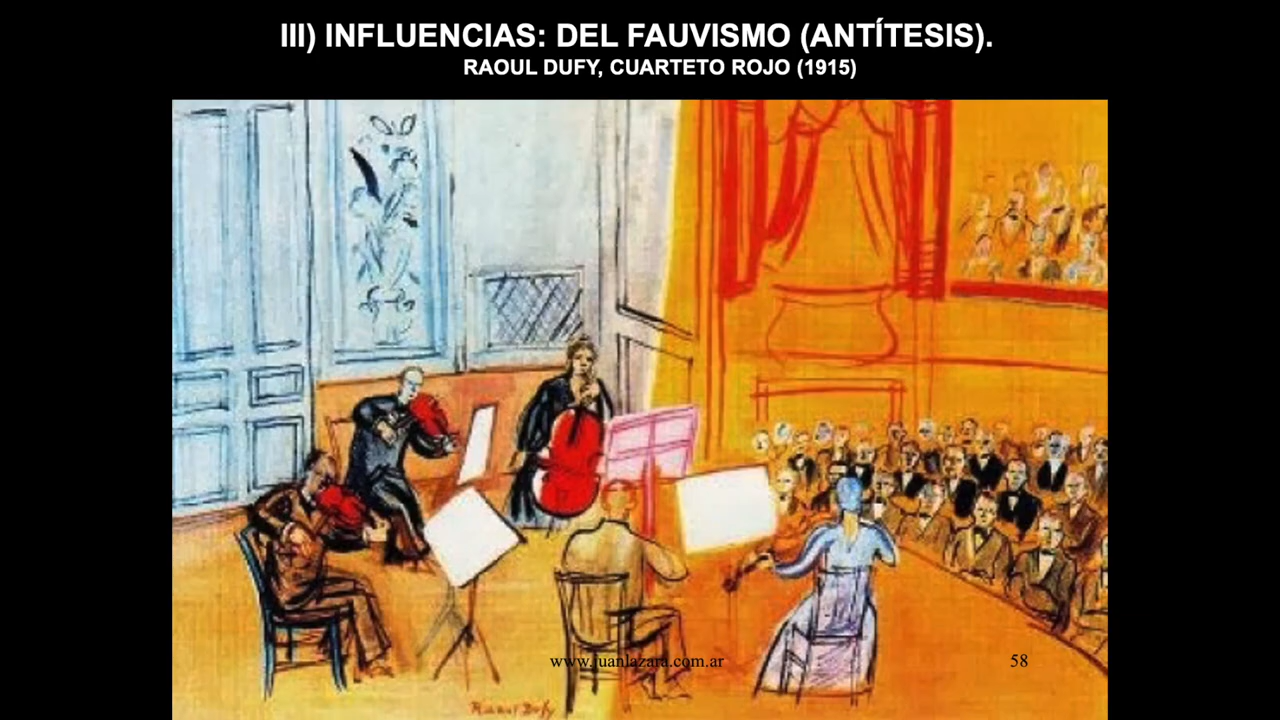 III) INFLUENCIAS: DEL FAUVISMO (ANTÍTESIS).
RAOUL DUFY, CUARTETO ROJO (1915)
www.juanlazara.com.ar 58
Raoul Dufy